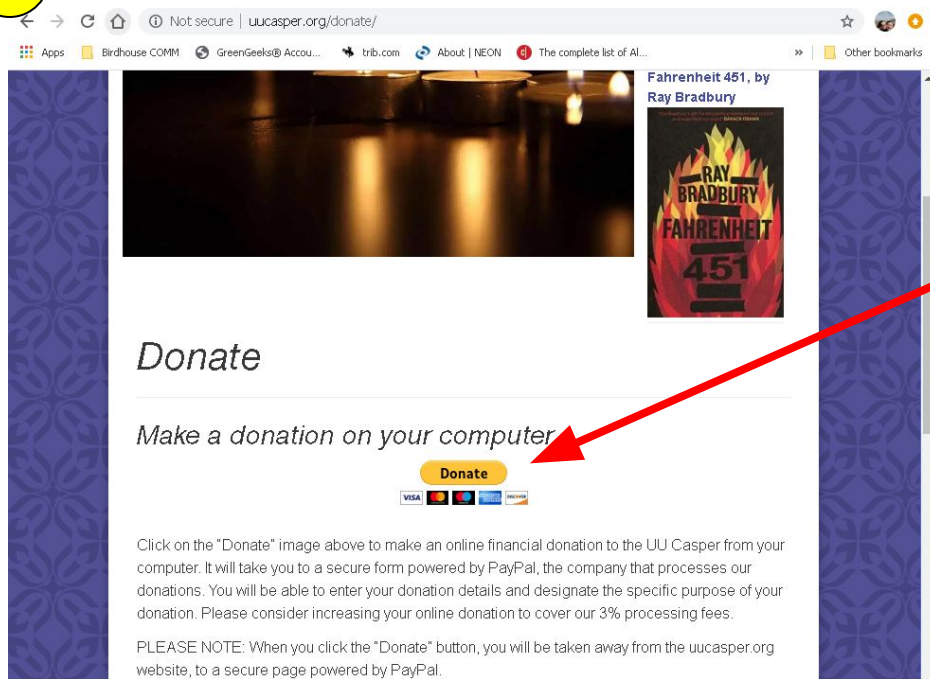 Not secure | uucasper.org/donate/
Apps Birdhouse COMM GreenGeeks® Accou... trib.com About | NEON The complete list of Al... » Other bookmarks
Fahrenheit 451, by
Ray Bradbury
RAY
BRADBURY
FAHRENHEIT
451
Donate
Make a donation on your computer
Donate
VISA DISCOVER
Click on the "Donate" image above to make an online financial donation to the UU Casper from your
computer. It will take you to a secure form powered by PayPal, the company that processes our
donations. You will be able to enter your donation details and designate the specific purpose of your
donation. Please consider increasing your online donation to cover our 3% processing fees.
PLEASE NOTE: When you click the "Donate" button, you will be taken away from the uucasper.org
website, to a secure page powered by PayPal.